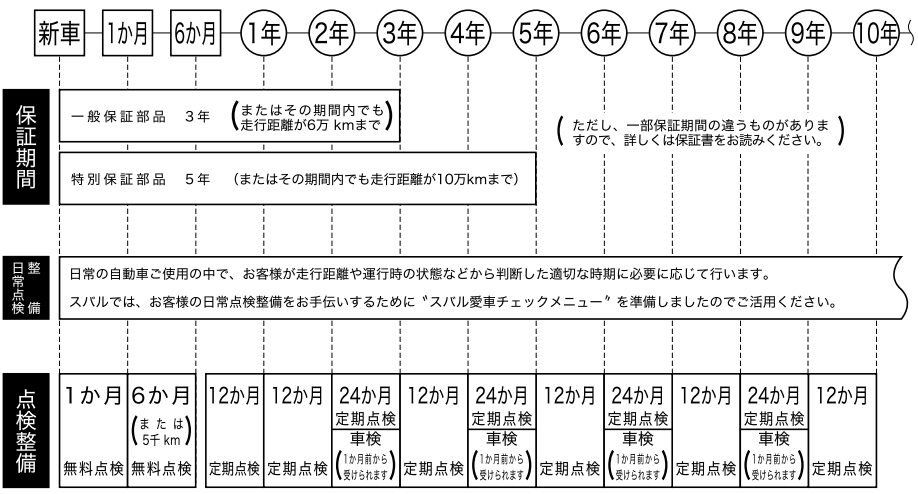 新車 1か月 6か月 1年 2年 3年 4年 5年 6年 7年 8年 9年 10年
保証期間
一般保証部品 3年 (またはその期間内でも
走行距離が6万kmまで)
(ただし、一部保証期間の違うものがありま
すので、詳しくは保証書をお読みください。)
特別保証部品 5年 (またはその期間内でも走行距離が10万kmまで)
日常点検
整備
日常の自動車ご使用の中で、お客様が走行距離や運行時の状態などから判断した適切な時期に必要に応じて行います。
スバルでは、お客様の日常点検整備をお手伝いするために〝スバル愛車チェックメニュー〞を準備しましたのでご活用ください。
点検整備
1か月
無料点検
6か月
(または
5千km)
無料点検
12か月
定期点検
12か月
定期点検
24か月
定期点検
車検
(1か月前から
受けられます)
12か月
定期点検
24か月
定期点検
車検
(1か月前から
受けられます)
12か月
定期点検
24か月
定期点検
車検
(1か月前から
受けられます)
12か月
定期点検
24か月
定期点検
車検
(1か月前から
受けられます)
12か月
定期点検